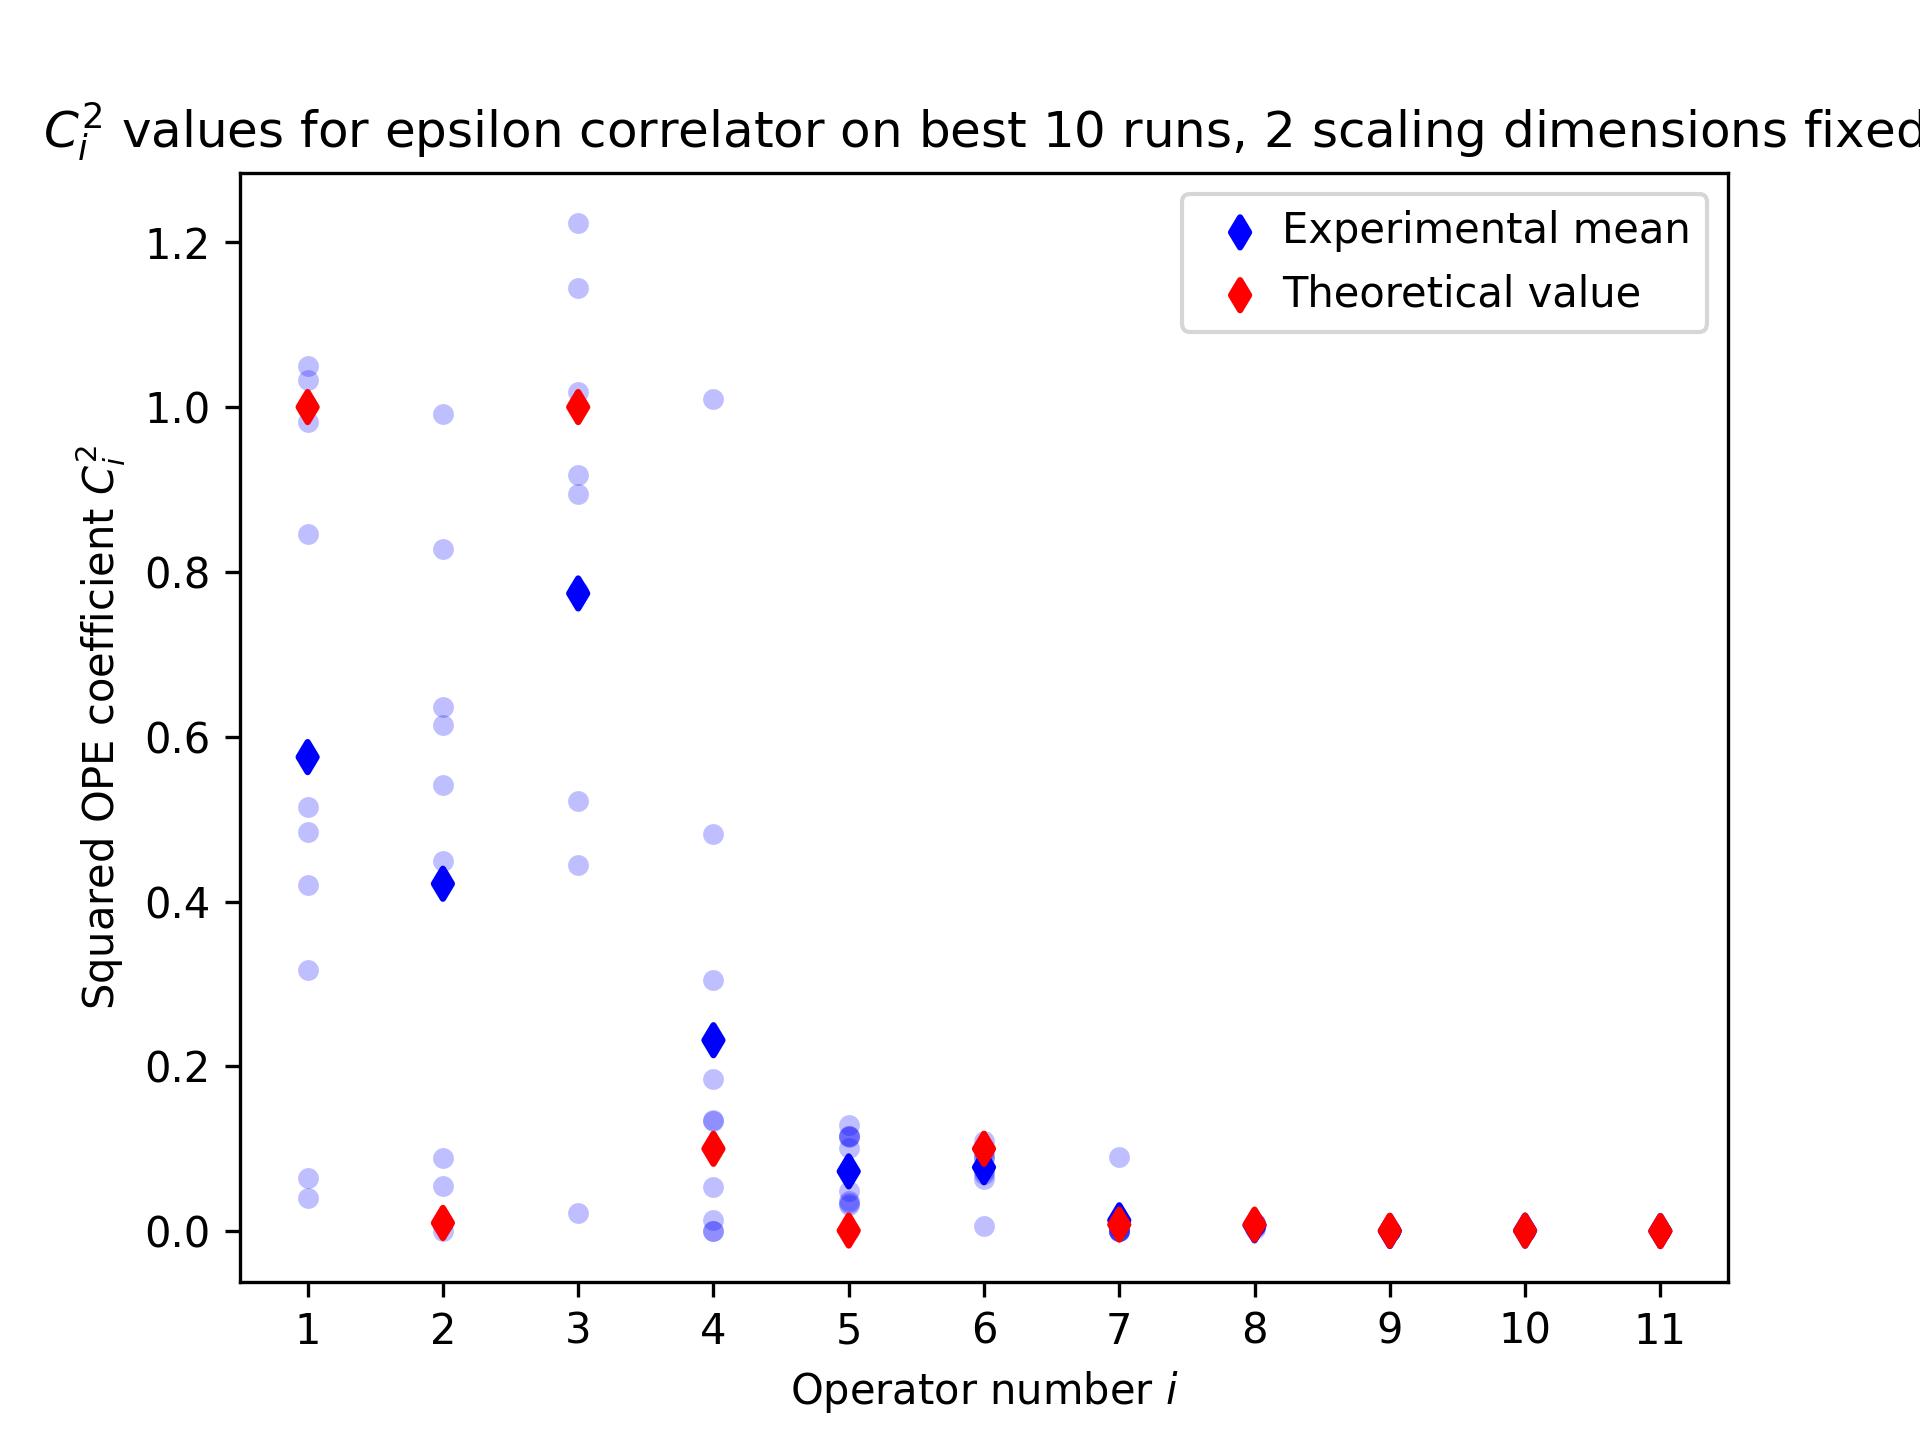 $C_i^2$ values for epsilon correlator on best 10 runs, 2 scaling dimensions fixed
Experimental mean
Theoretical value
Squared OPE coefficient $C_i^2$
1.2
1.0
0.8
0.6
0.4
0.2
0.0
1 2 3 4 5 6 7 8 9 10 11
Operator number $i$